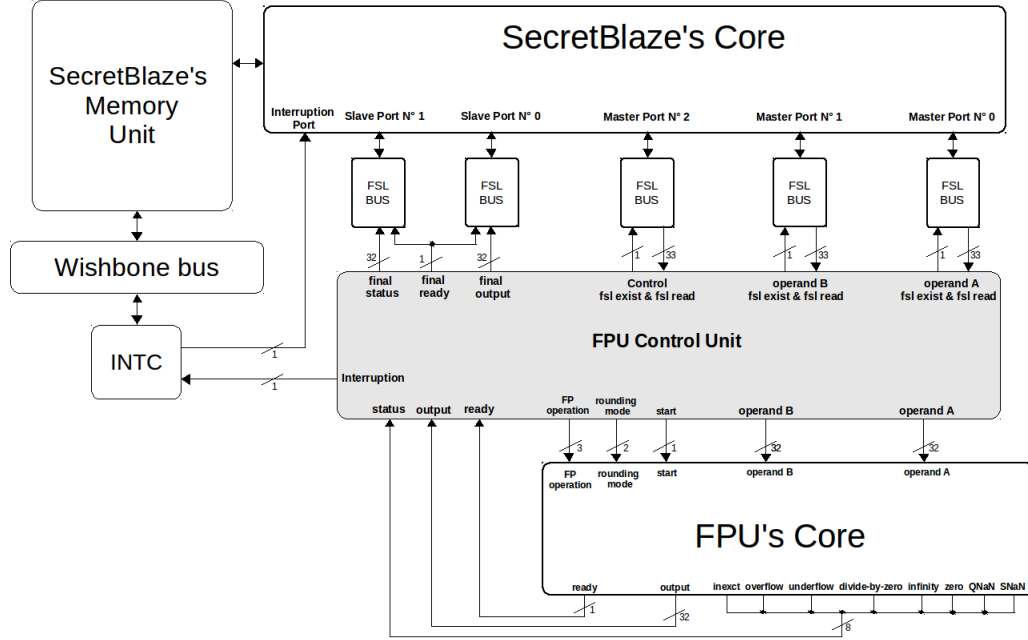 SecretBlaze's
Memory
Unit
SecretBlaze's Core
Interruption
Port
Slave Port N° 1
Slave Port N° 0
Master Port N° 2
Master Port N° 1
Master Port N° 0
FSL
BUS
FSL
BUS
FSL
BUS
FSL
BUS
FSL
BUS
32
1
32
1
33
1
33
1
33
Wishbone bus
final
status
final
ready
final
output
Control
fsl exist & fsl read
operand B
fsl exist & fsl read
operand A
fsl exist & fsl read
FPU Control Unit
INTC
1
1
Interruption
status
output
ready
FP
operation
rounding
mode
start
operand B
operand A
3
2
1
32
32
FP
operation
rounding
mode
start
operand B
operand A
FPU's Core
ready
output
inexct
overflow
underflow
divide-by-zero
infinity
zero
QNaN
SNaN
1
32
8